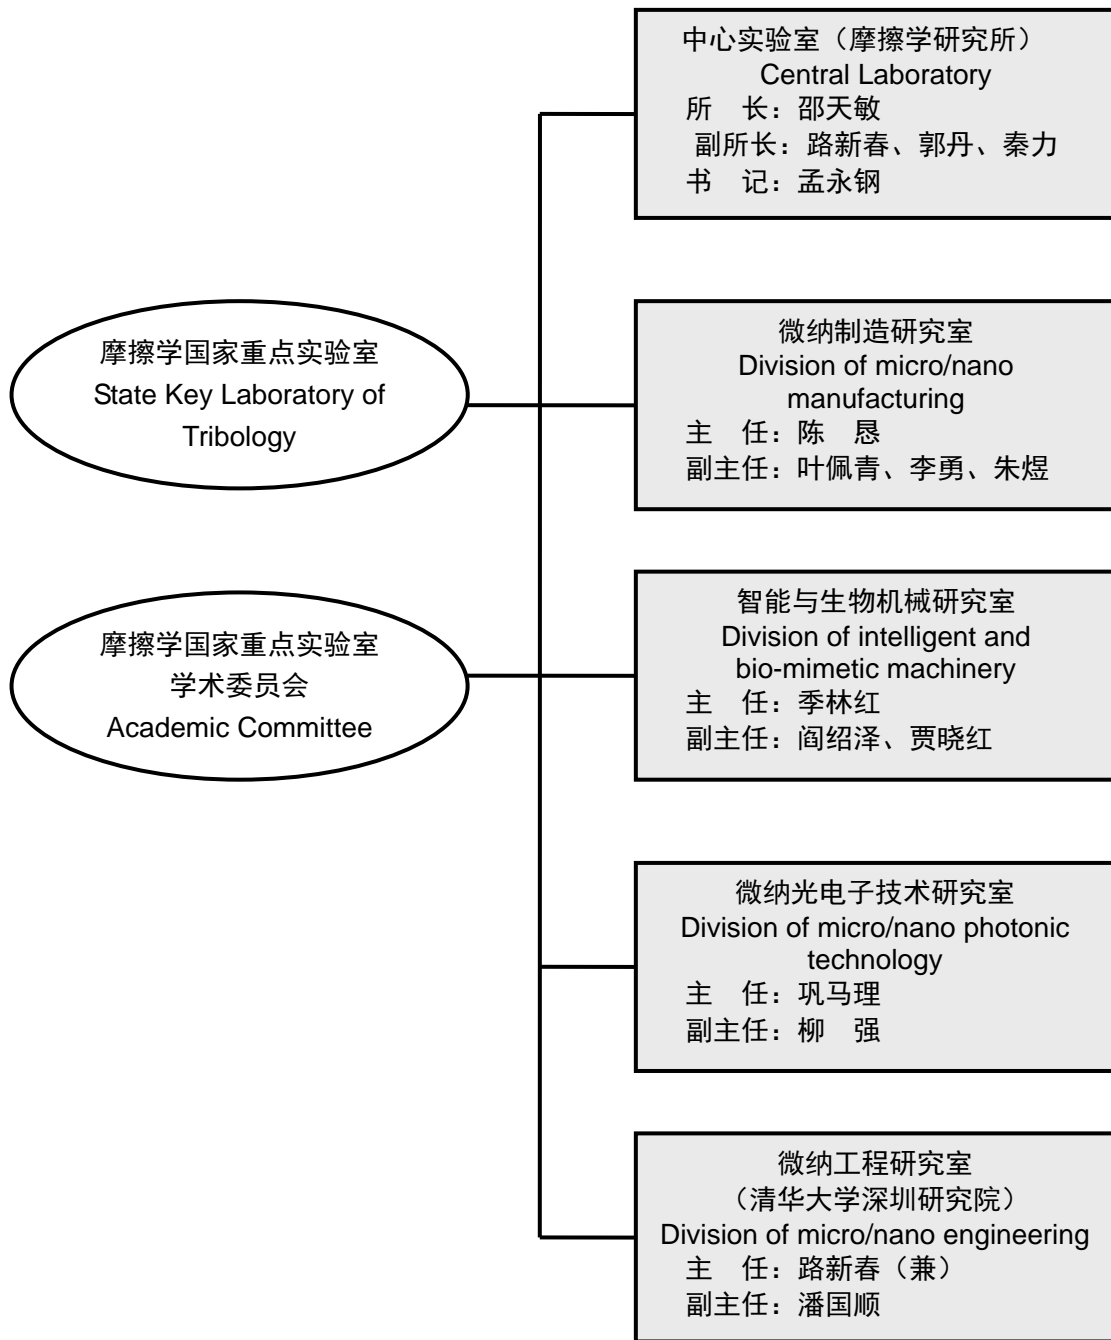 中心实验室（摩擦学研究所）
Central Laboratory
所　长：邵天敏
副所长：路新春、郭丹、秦力
书　记：孟永钢
摩擦学国家重点实验室
State Key Laboratory of
Tribology
微纳制造研究室
Division of micro/nano
manufacturing
主　任：陈　恳
副主任：叶佩青、李勇、朱煜
摩擦学国家重点实验室
学术委员会
Academic Committee
智能与生物机械研究室
Division of intelligent and
bio-mimetic machinery
主　任：季林红
副主任：阎绍泽、贾晓红
微纳光电子技术研究室
Division of micro/nano photonic
technology
主　任：巩马理
副主任：柳　强
微纳工程研究室
（清华大学深圳研究院）
Division of micro/nano engineering
主　任：路新春（兼）
副主任：潘国顺